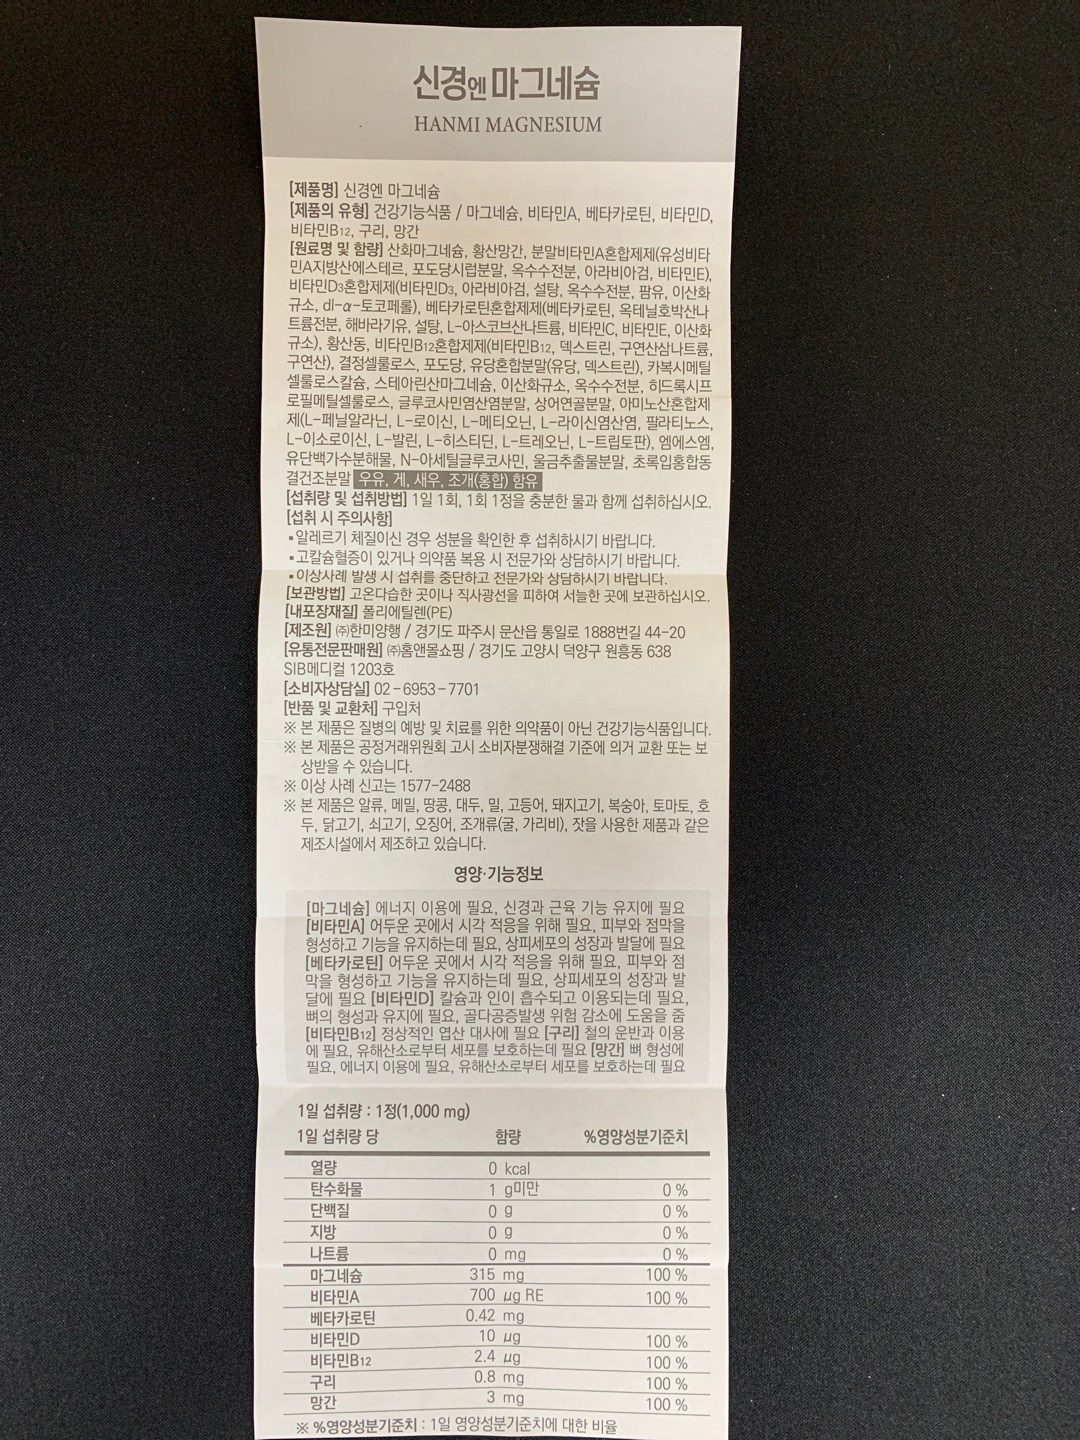 신경엔 마그네슘
HANMI MAGNESIUM
[제품명] 신경엔 마그네슘
[제품의 유형] 건강기능식품 / 마그네슘, 비타민A, 베타카로틴, 비타민D,
비타민B12, 구리, 망간
[원료명 및 함량] 산화마그네슘, 황산망간, 분말비타민A혼합제제(유성비타
민A지방산에스테르, 포도당시럽분말, 옥수수전분, 아라비아검, 비타민E),
비타민D3혼합제제(비타민D3, 아라비아검, 설탕, 옥수수전분, 팜유, 이산화
규소, dl-α-토코페롤), 베타카로틴혼합제제(베타카로틴, 옥테닐호박산나
트륨전분, 해바라기유, 설탕, L-아스코브산나트륨, 비타민C, 비타민E, 이산화
규소), 황산동, 비타민B12혼합제제(비타민B12, 덱스트린, 구연산삼나트륨,
구연산), 결정셀룰로스, 포도당, 유당혼합분말(유당, 덱스트린), 카복시메틸
셀룰로스칼슘, 스테아린산마그네슘, 이산화규소, 옥수수전분, 히드록시프
로필메틸셀룰로스, 글루코사민염산염분말, 상어연골분말, 아미노산혼합제
제(L-페닐알라닌, L-로이신, L-메티오닌, L-라이신염산염, 팔라티노스,
L-이소로이신, L-발린, L-히스티딘, L-트레오닌, L-트립토판), 엠에스엠,
유단백가수분해물, N-아세틸글루코사민, 울금추출물분말, 초록입홍합동
결건조분말 우유, 게, 새우, 조개(홍합) 함유
[섭취량 및 섭취방법] 1일 1회, 1회 1정을 충분한 물과 함께 섭취하십시오.
[섭취 시 주의사항]
▪알레르기 체질이신 경우 성분을 확인한 후 섭취하시기 바랍니다.
▪고칼슘혈증이 있거나 의약품 복용 시 전문가와 상담하시기 바랍니다.
▪이상사례 발생 시 섭취를 중단하고 전문가와 상담하시기 바랍니다.
[보관방법] 고온다습한 곳이나 직사광선을 피하여 서늘한 곳에 보관하십시오.
[내포장재질] 폴리에틸렌(PE)
[제조원] ㈜한미양행 / 경기도 파주시 문산읍 통일로 1888번길 44-20
[유통전문판매원] ㈜홈앤몰쇼핑 / 경기도 고양시 덕양구 원흥동 638
SIB메디컬 1203호
[소비자상담실] 02-6953-7701
[반품 및 교환처] 구입처
※ 본 제품은 질병의 예방 및 치료를 위한 의약품이 아닌 건강기능식품입니다.
※ 본 제품은 공정거래위원회 고시 소비자분쟁해결 기준에 의거 교환 또는 보
상받을 수 있습니다.
※ 이상 사례 신고는 1577-2488
※ 본 제품은 알류, 메밀, 땅콩, 대두, 밀, 고등어, 돼지고기, 복숭아, 토마토, 호
두, 닭고기, 쇠고기, 오징어, 조개류(굴, 가리비), 잣을 사용한 제품과 같은
제조시설에서 제조하고 있습니다.
영양·기능정보
[마그네슘] 에너지 이용에 필요, 신경과 근육 기능 유지에 필요
[비타민A] 어두운 곳에서 시각 적응을 위해 필요, 피부와 점막을
형성하고 기능을 유지하는데 필요, 상피세포의 성장과 발달에 필요
[베타카로틴] 어두운 곳에서 시각 적응을 위해 필요, 피부와 점
막을 형성하고 기능을 유지하는데 필요, 상피세포의 성장과 발
달에 필요 [비타민D] 칼슘과 인이 흡수되고 이용되는데 필요,
뼈의 형성과 유지에 필요, 골다공증발생 위험 감소에 도움을 줌
[비타민B12] 정상적인 엽산 대사에 필요 [구리] 철의 운반과 이용
에 필요, 유해산소로부터 세포를 보호하는데 필요 [망간] 뼈 형성에
필요, 에너지 이용에 필요, 유해산소로부터 세포를 보호하는데 필요
1일 섭취량 : 1정(1,000 mg)
1일 섭취량 당 함량 %영양성분기준치
열량 0 kcal
탄수화물 1 g미만 0 %
단백질 0 g 0 %
지방 0 g 0 %
나트륨 0 mg 0 %
마그네슘 315 mg 100 %
비타민A 700 μg RE 100 %
베타카로틴 0.42 mg
비타민D 10 μg 100 %
비타민B12 2.4 μg 100 %
구리 0.8 mg 100 %
망간 3 mg 100 %
※ %영양성분기준치 : 1일 영양성분기준치에 대한 비율